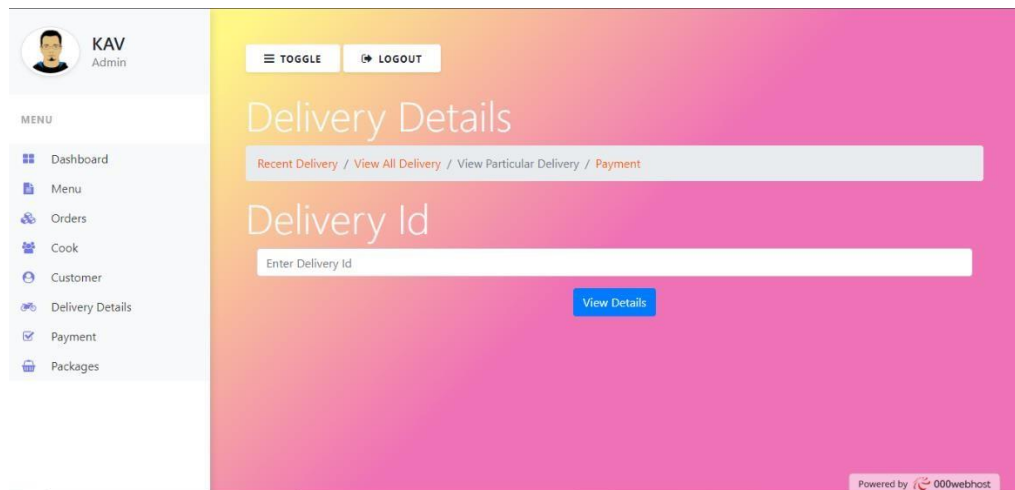 KAV
Admin
MENU
Dashboard
Menu
Orders
Cook
Customer
Delivery Details
Payment
Packages
TOGGLE
LOGOUT
Delivery Details
Recent Delivery / View All Delivery / View Particular Delivery / Payment
Delivery Id
Enter Delivery Id
View Details
Powered by 000webhost